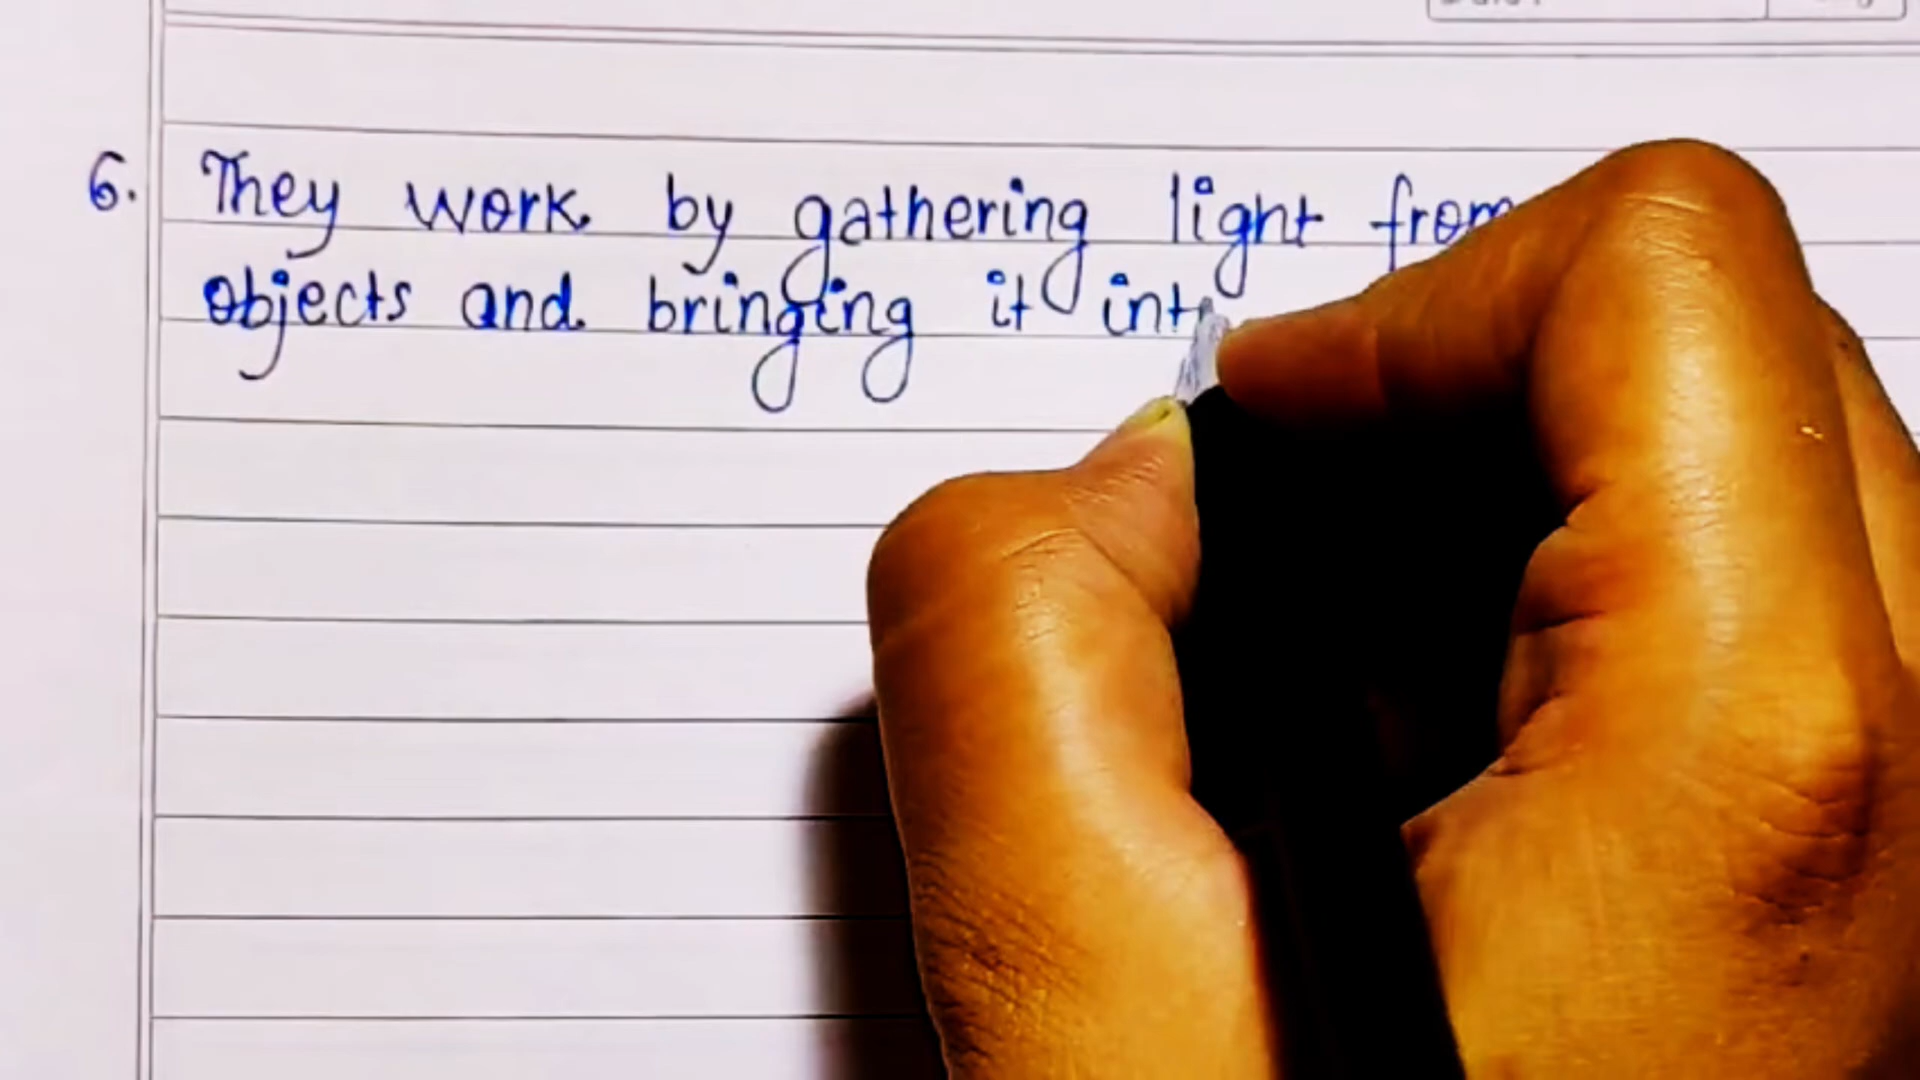 6. They work by gathering light from
objects and bringing it int